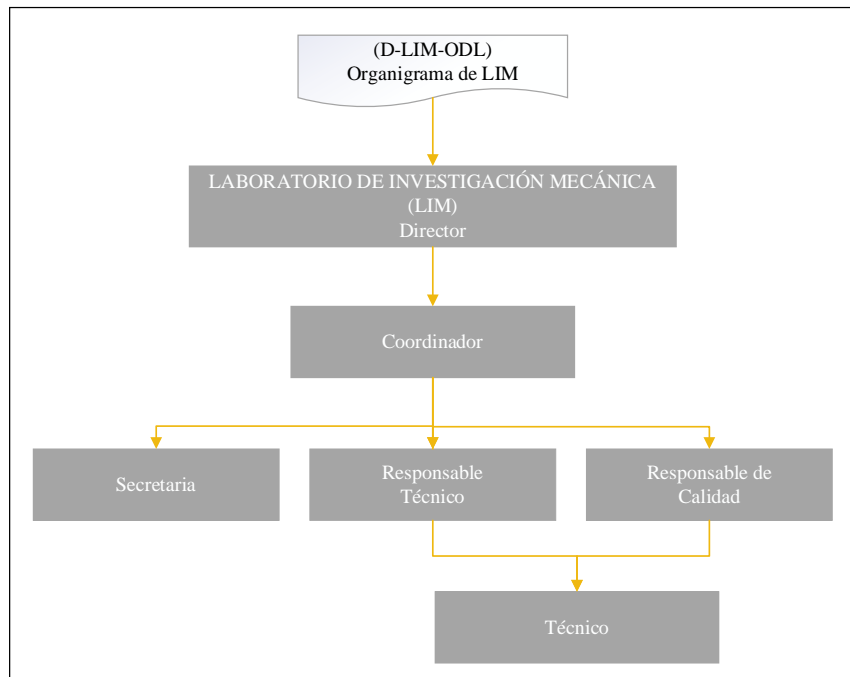 (D-LIM-ODL)
Organigrama de LIM
LABORATORIO DE INVESTIGACIÓN MECÁNICA
(LIM)
Director
Coordinador
Secretaria
Responsable
Técnico
Responsable de
Calidad
Técnico